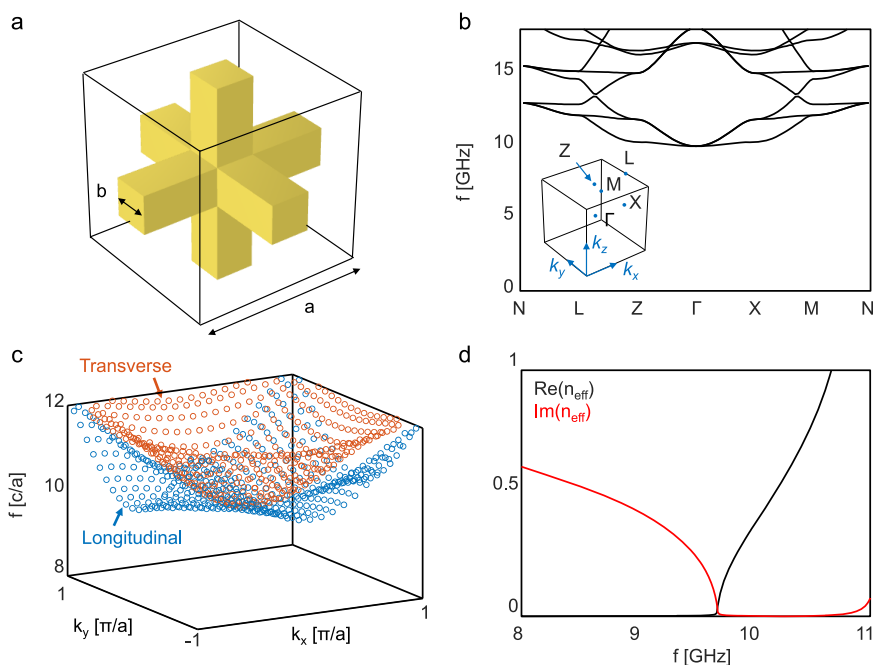 a
b
a
b
f [GHz]
15
10
5
0
Z
L
M
X
Γ
k_z
k_y
k_x
N L Z Γ X M N
c
Transverse
Longitudinal
f [c/a]
12
10
8
1
k_y [π/a]
-1
k_x [π/a]
1
d
Re(n_eff)
Im(n_eff)
1
0.5
0
8 9 10 11
f [GHz]